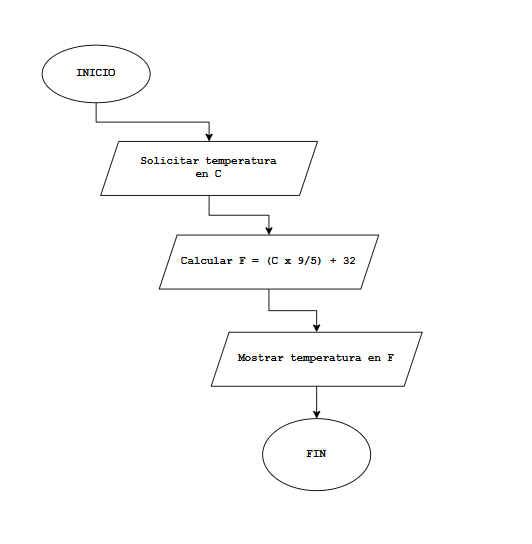 INICIO
Solicitar temperatura
en C
Calcular F = (C x 9/5) + 32
Mostrar temperatura en F
FIN